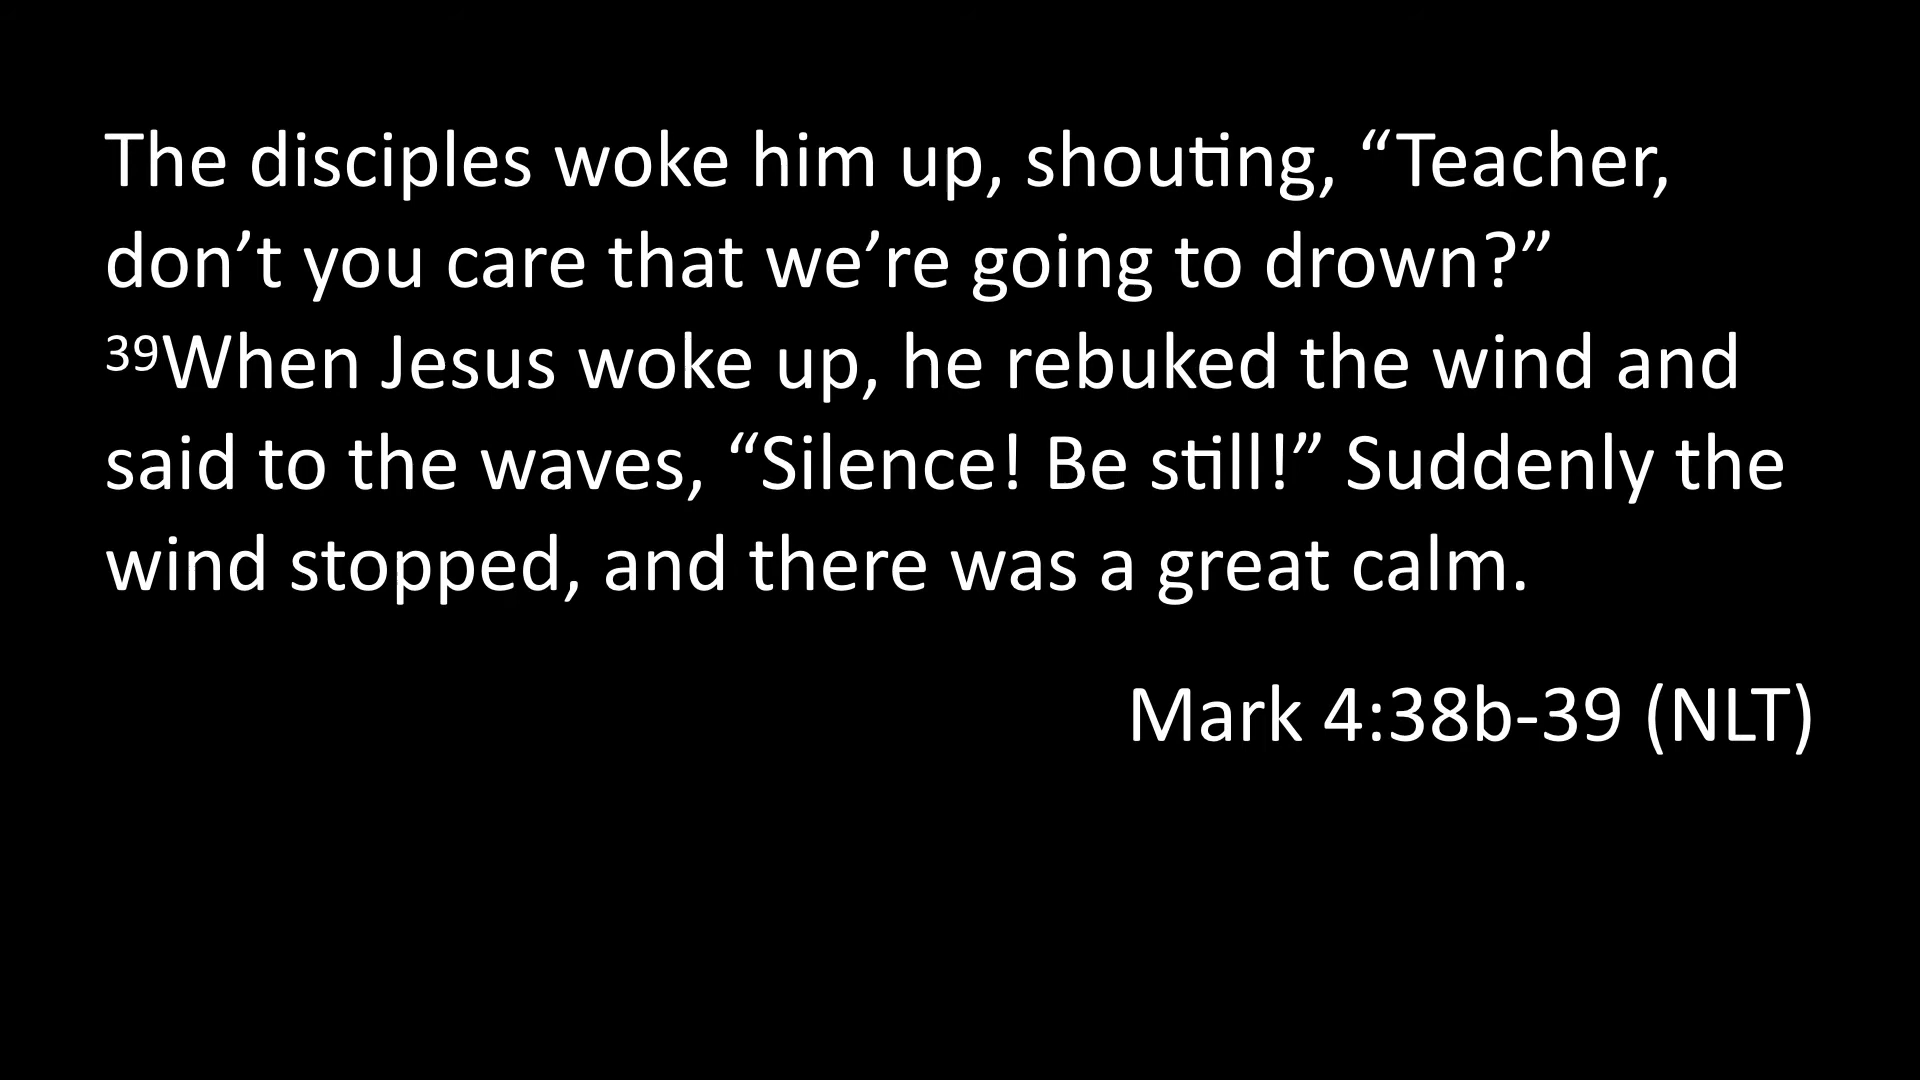 The disciples woke him up, shouting, “Teacher,
don’t you care that we’re going to drown?”
³⁹When Jesus woke up, he rebuked the wind and
said to the waves, “Silence! Be still!” Suddenly the
wind stopped, and there was a great calm.
Mark 4:38b-39 (NLT)